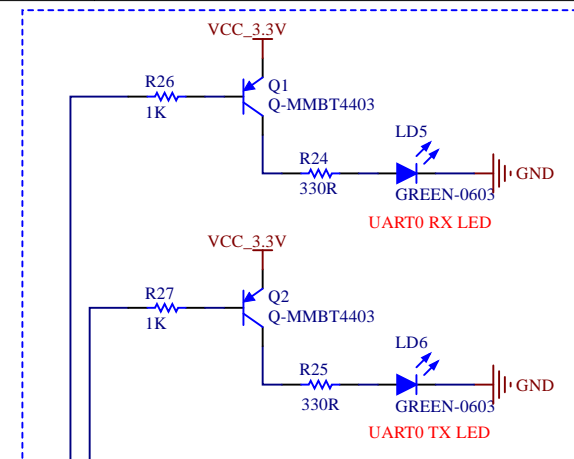 VCC_3.3V
R26
1K
Q1
Q-MMBT4403
R24
330R
LD5
GREEN-0603
GND
UART0 RX LED
VCC_3.3V
R27
1K
Q2
Q-MMBT4403
R25
330R
LD6
GREEN-0603
GND
UART0 TX LED